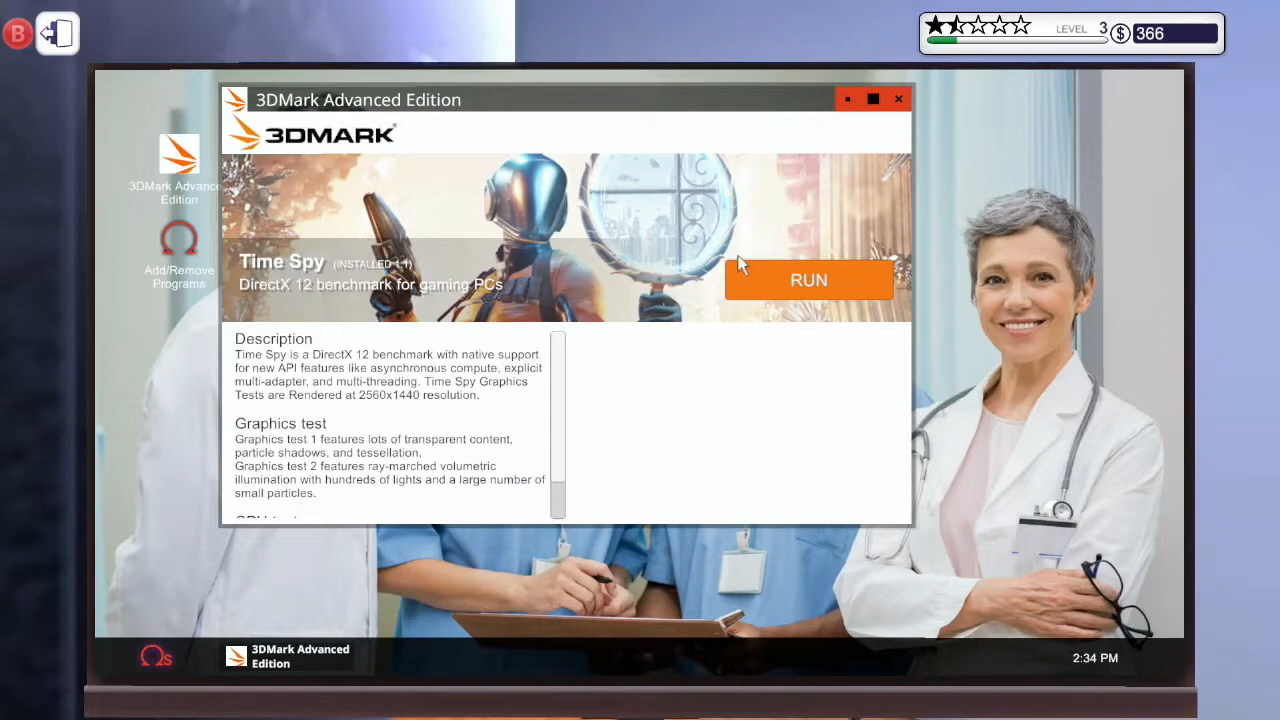 B
LEVEL 3
$ 366
3DMark Advanced Edition
3DMARK
3DMark Advance
Edition
Add/Remove
Programs
Time Spy (INSTALLED 1.1)
DirectX 12 benchmark for gaming PCs
RUN
Description
Time Spy is a DirectX 12 benchmark with native support
for new API features like asynchronous compute, explicit
multi-adapter, and multi-threading. Time Spy Graphics
Tests are Rendered at 2560x1440 resolution.
Graphics test
Graphics test 1 features lots of transparent content,
particle shadows, and tessellation.
Graphics test 2 features ray-marched volumetric
illumination with hundreds of lights and a large number of
small particles.
Ωs
3DMark Advanced
Edition
2:34 PM